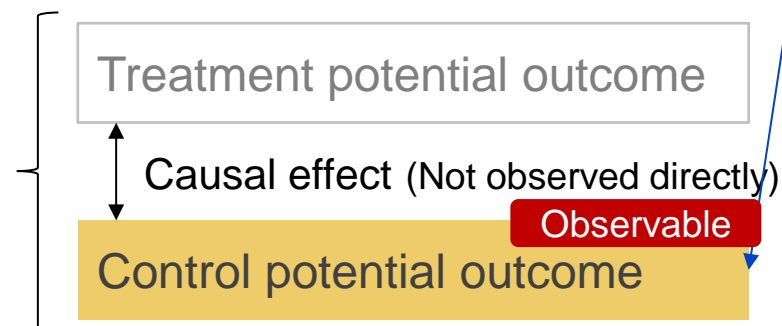 Treatment potential outcome
Causal effect (Not observed directly)
Observable
Control potential outcome